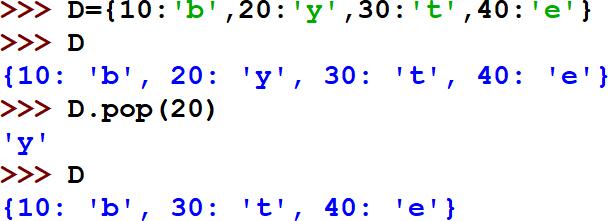 >>> D={10:'b',20:'y',30:'t',40:'e'}
>>> D
{10: 'b', 20: 'y', 30: 't', 40: 'e'}
>>> D.pop(20)
'y'
>>> D
{10: 'b', 30: 't', 40: 'e'}